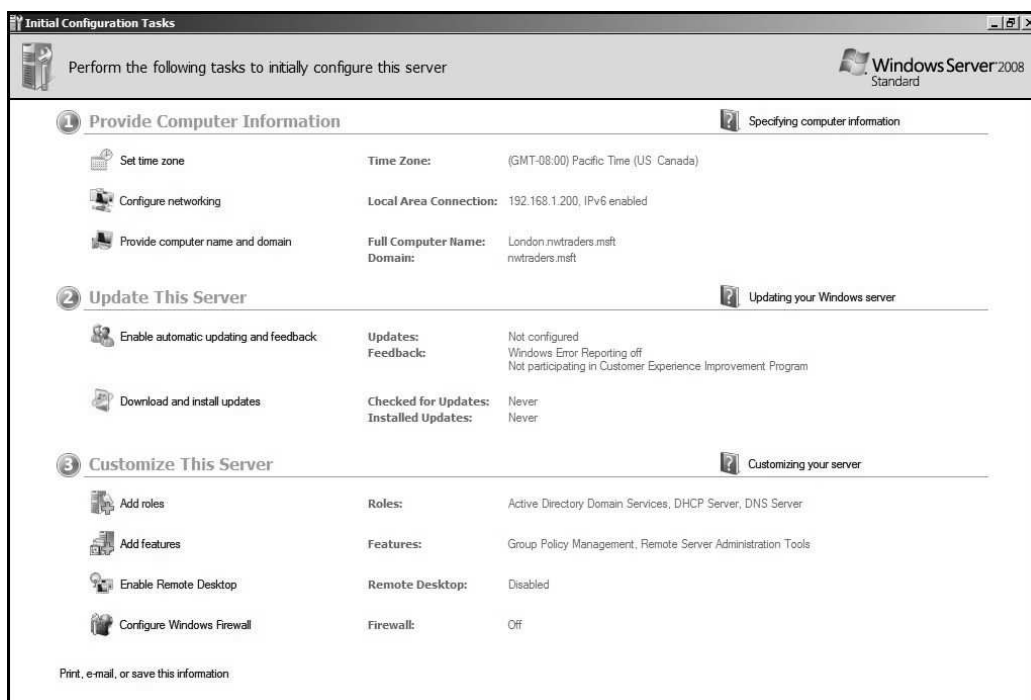 Initial Configuration Tasks
Perform the following tasks to initially configure this server
Windows Server 2008
Standard
1 Provide Computer Information
Specifying computer information
Set time zone
Time Zone: (GMT-08:00) Pacific Time (US Canada)
Configure networking
Local Area Connection: 192.168.1.200, IPv6 enabled
Provide computer name and domain
Full Computer Name: London.nwtraders.msft
Domain: nwtraders.msft
2 Update This Server
Updating your Windows server
Enable automatic updating and feedback
Updates: Not configured
Feedback: Windows Error Reporting off
Not participating in Customer Experience Improvement Program
Download and install updates
Checked for Updates: Never
Installed Updates: Never
3 Customize This Server
Customizing your server
Add roles
Roles: Active Directory Domain Services, DHCP Server, DNS Server
Add features
Features: Group Policy Management, Remote Server Administration Tools
Enable Remote Desktop
Remote Desktop: Disabled
Configure Windows Firewall
Firewall: Off
Print, e-mail, or save this information